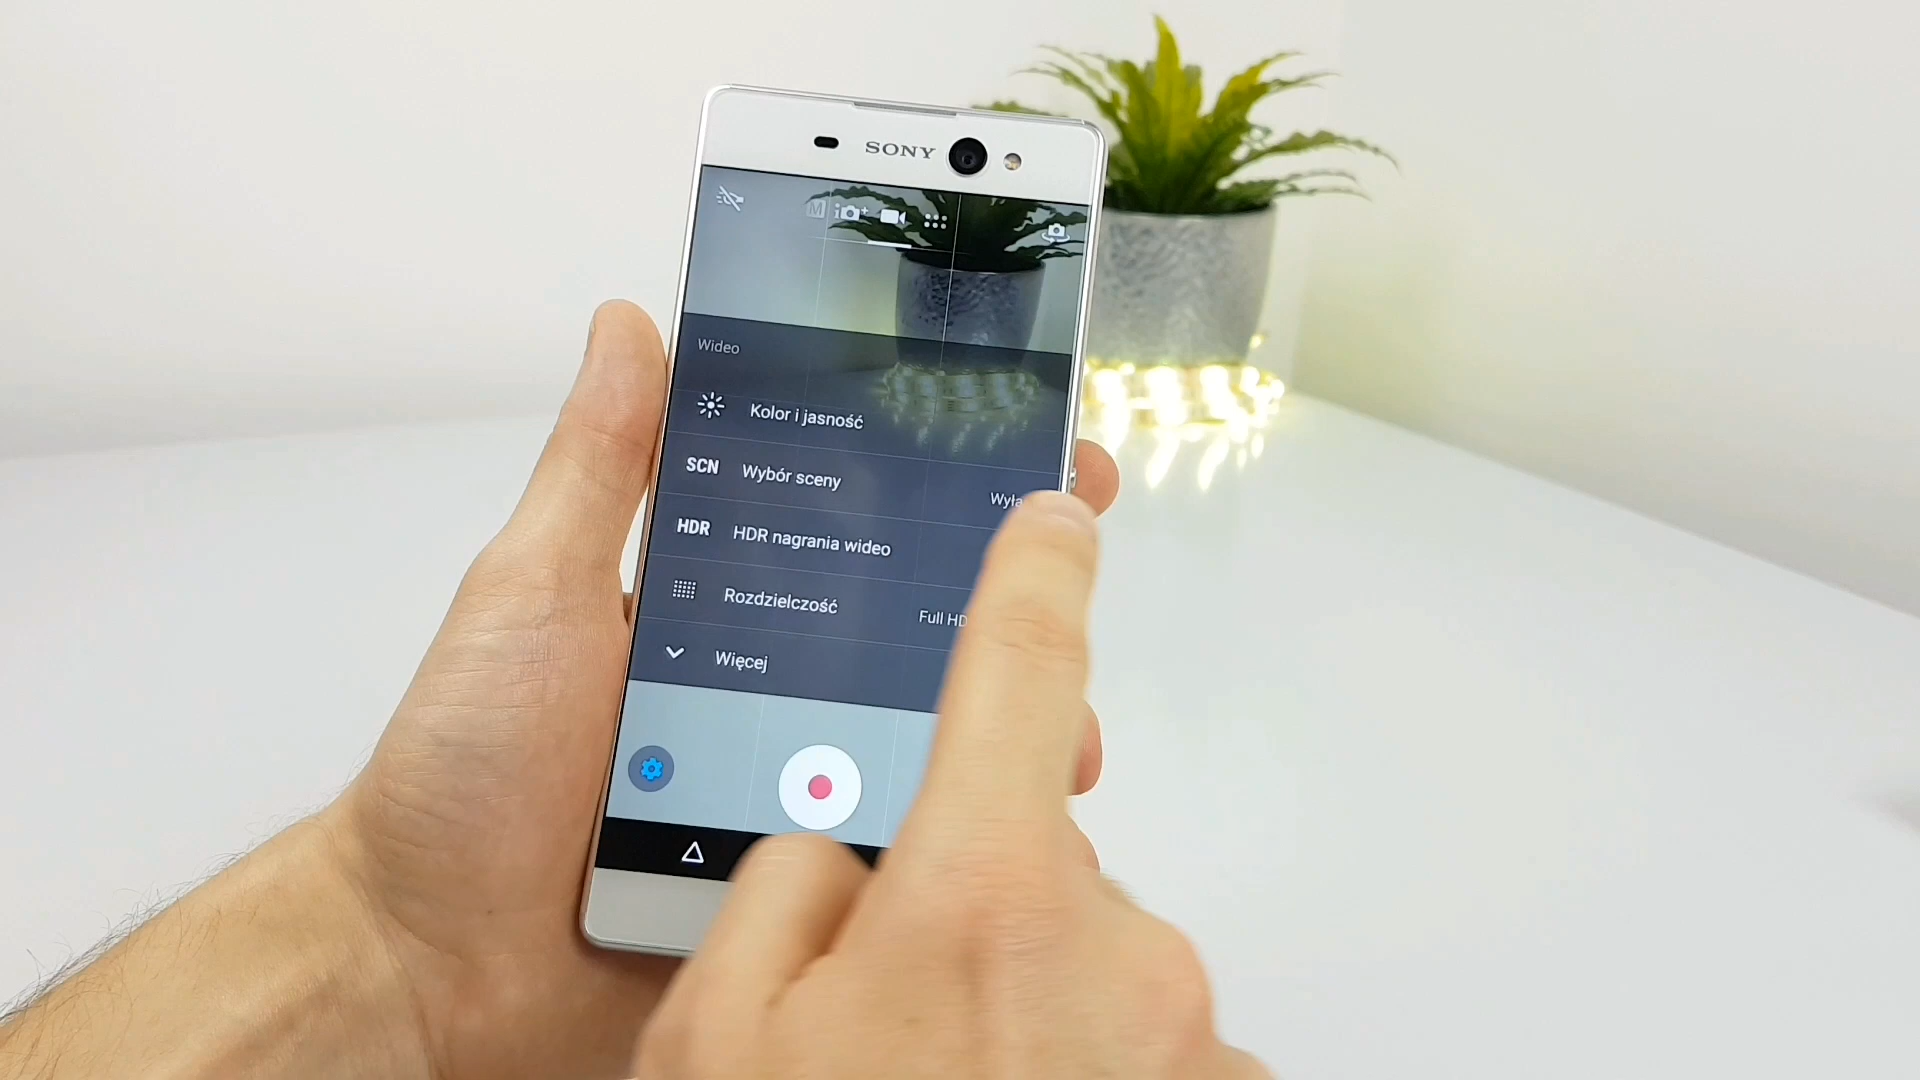 SONY
M
Wideo
Kolor i jasność
SCN Wybór sceny
HDR HDR nagrania wideo
Rozdzielczość Full HD
Więcej